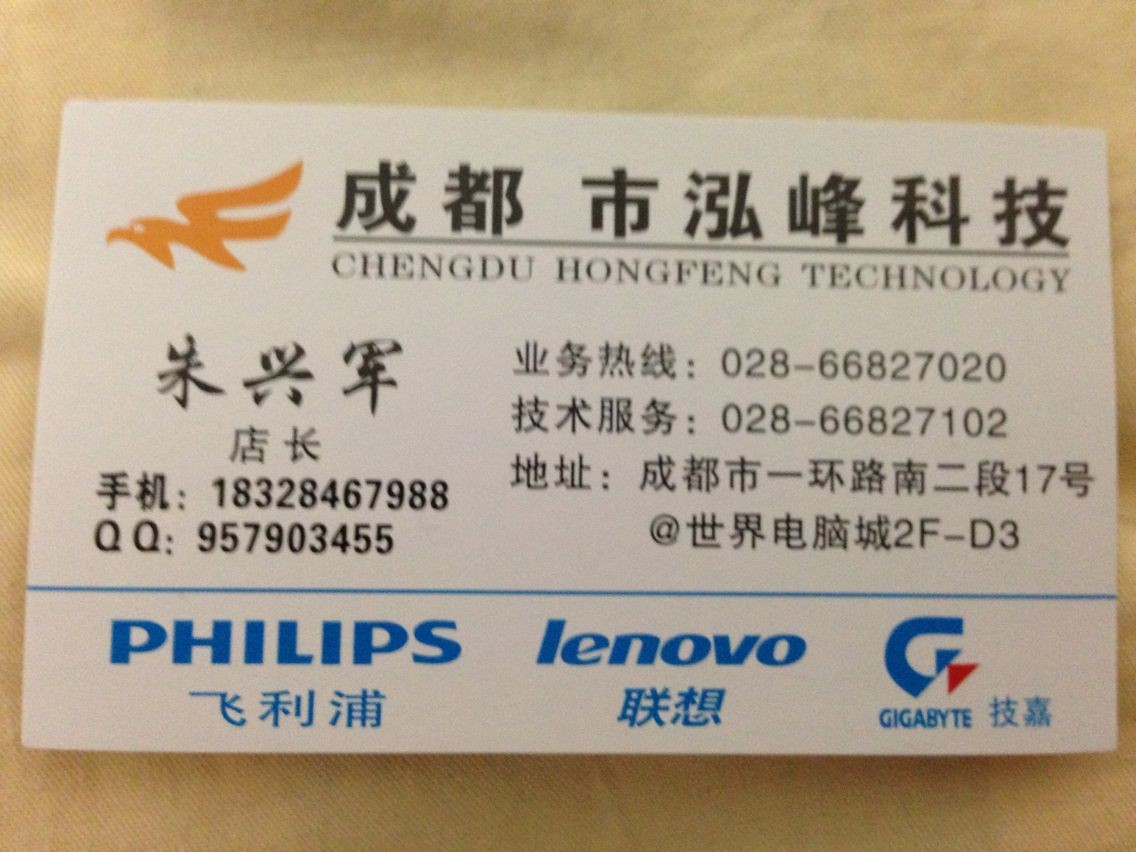 成都 市泓峰科技
CHENGDU HONGFENG TECHNOLOGY
朱兴军
店长
手机：18328467988
QQ：957903455
业务热线：028-66827020
技术服务：028-66827102
地址：成都市一环路南二段17号
@世界电脑城2F-D3
PHILIPS
飞利浦
lenovo
联想
GIGABYTE 技嘉